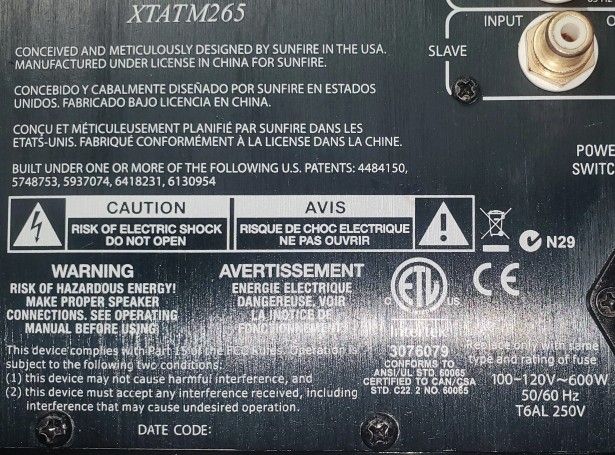 XTATM265
INPUT
SLAVE
CONCEIVED AND METICULOUSLY DESIGNED BY SUNFIRE IN THE USA.
MANUFACTURED UNDER LICENSE IN CHINA FOR SUNFIRE.
CONCEBIDO Y CABALMENTE DISEÑADO POR SUNFIRE EN ESTADOS
UNIDOS. FABRICADO BAJO LICENCIA EN CHINA.
CONÇU ET MÉTICULEUSEMENT PLANIFIÉ PAR SUNFIRE DANS LES
ETATS-UNIS. FABRIQUÉ CONFORMÉMENT À LA LICENSE DANS LA CHINE.
POWE
SWITC
BUILT UNDER ONE OR MORE OF THE FOLLOWING U.S. PATENTS: 4484150,
5748753, 5937074, 6418231, 6130954
CAUTION
RISK OF ELECTRIC SHOCK
DO NOT OPEN
AVIS
RISQUE DE CHOC ELECTRIQUE
NE PAS OUVRIR
N29
WARNING
RISK OF HAZARDOUS ENERGY!
MAKE PROPER SPEAKER
CONNECTIONS. SEE OPERATING
MANUAL BEFORE USING
AVERTISSEMENT
ENERGIE ELECTRIQUE
DANGEREUSE. VOIR
LA NOTICE DE
FONCTIONNEMENT
C ETL US
Intertek
3076079
CONFORMS TO
ANSI/UL STD. 60065
CERTIFIED TO CAN/CSA
STD. C22.2 NO. 60065
CE
This device complies with Part 15 of the FCC Rules. Operation is
subject to the following two conditions:
(1) this device may not cause harmful interference, and
(2) this device must accept any interference received, including
interference that may cause undesired operation.
Replace only with same
type and rating of fuse
100-120V~600W
50/60 Hz
T6AL 250V
DATE CODE: